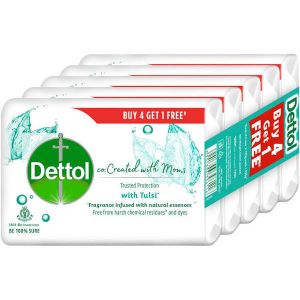 BUY 4 GET 1 FREE*
Dettol
co:Created with Moms
Trusted Protection
with Tulsi*
"Fragrance infused with natural essences
Free from harsh chemical residues* and dyes
BE 100% SURE
Buy 4
Get 1
FREE